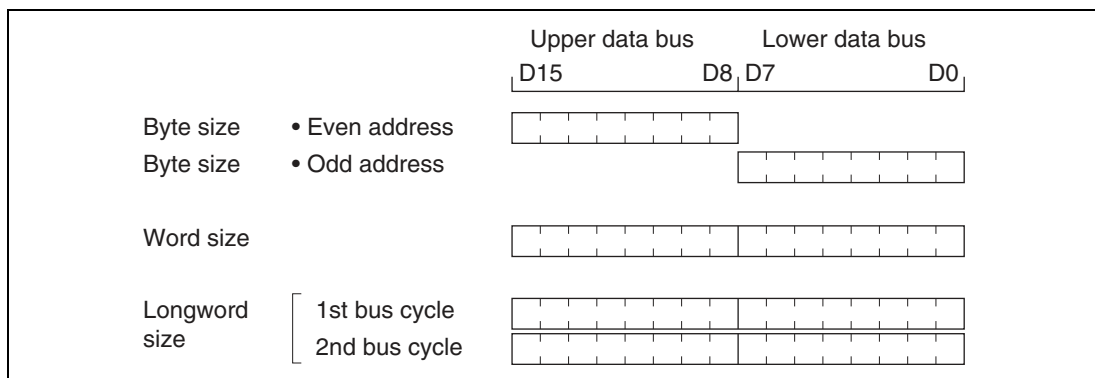 Upper data bus Lower data bus
D15 D8 D7 D0
Byte size • Even address
Byte size • Odd address
Word size
Longword size 1st bus cycle
2nd bus cycle